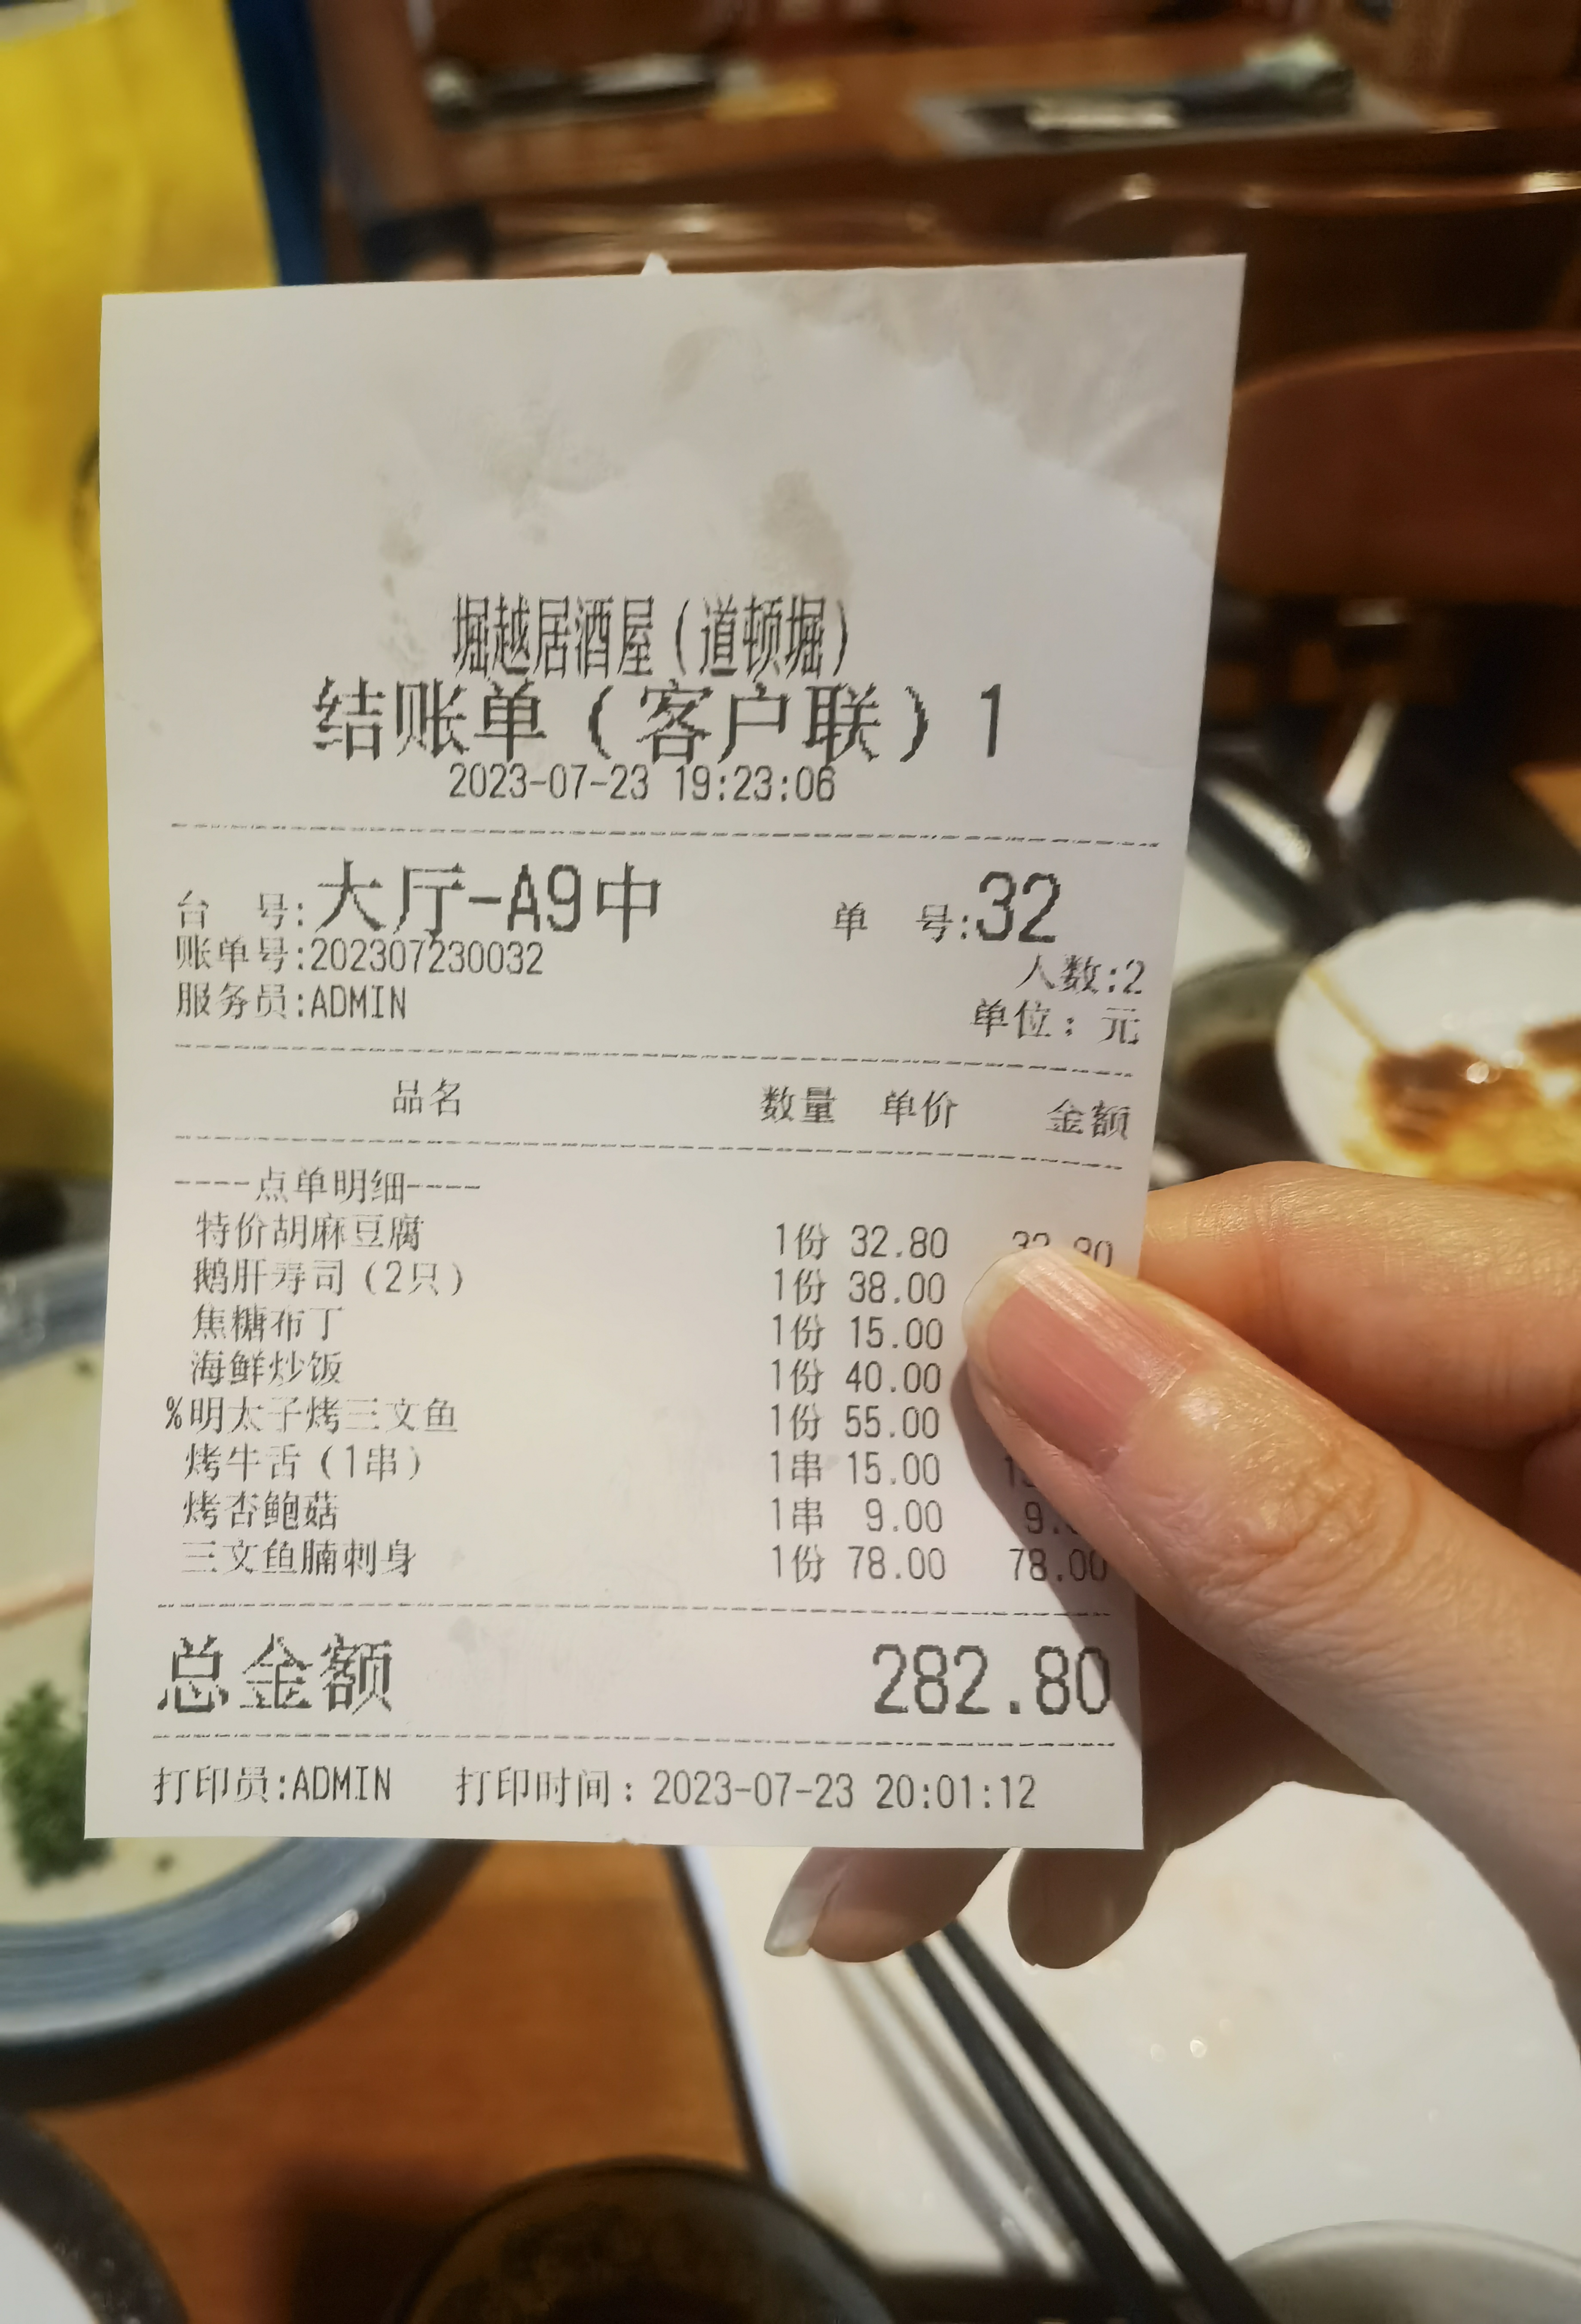 堀越居酒屋（道顿堀）
结账单（客户联）1
2023-07-23 19:23:06
台 号:大厅-A9中 单 号:32
账单号:202307230032 人数:2
服务员:ADMIN 单位：元
品名 数量 单价 金额
----点单明细----
特价胡麻豆腐 1份 32.80 32.80
鹅肝寿司（2只） 1份 38.00
焦糖布丁 1份 15.00
海鲜炒饭 1份 40.00
%明太子烤三文鱼 1份 55.00
烤牛舌（1串） 1串 15.00
烤杏鲍菇 1串 9.00
三文鱼腩刺身 1份 78.00 78.00
总金额 282.80
打印员:ADMIN 打印时间：2023-07-23 20:01:12